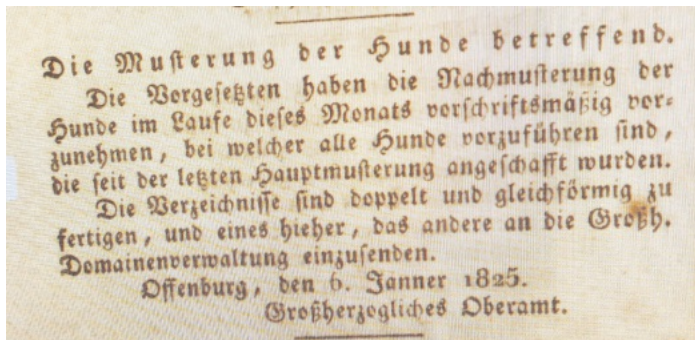 Die Musterung der Hunde betreffend.
Die Vorgesetzten haben die Nachmusterung der
Hunde im Laufe dieses Monats vorschriftsmäßig vor-
zunehmen, bei welcher alle Hunde vorzuführen sind,
die seit der letzten Hauptmusterung angeschafft wurden.
Die Verzeichnisse sind doppelt und gleichförmig zu
fertigen, und eines hieher, das andere an die Großh.
Domainenverwaltung einzusenden.
Offenburg, den 6. Jänner 1825.
Großherzogliches Oberamt.